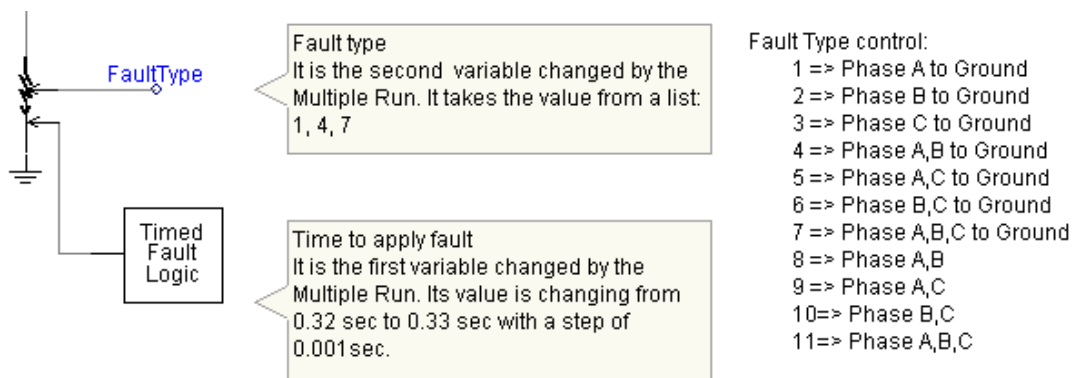 FaultType
Timed
Fault
Logic
Fault type
It is the second variable changed by the
Multiple Run. It takes the value from a list:
1, 4, 7
Time to apply fault
It is the first variable changed by the
Multiple Run. Its value is changing from
0.32 sec to 0.33 sec with a step of
0.001sec.
Fault Type control:
1 => Phase A to Ground
2 => Phase B to Ground
3 => Phase C to Ground
4 => Phase A,B to Ground
5 => Phase A,C to Ground
6 => Phase B,C to Ground
7 => Phase A,B,C to Ground
8 => Phase A,B
9 => Phase A,C
10=> Phase B,C
11=> Phase A,B,C